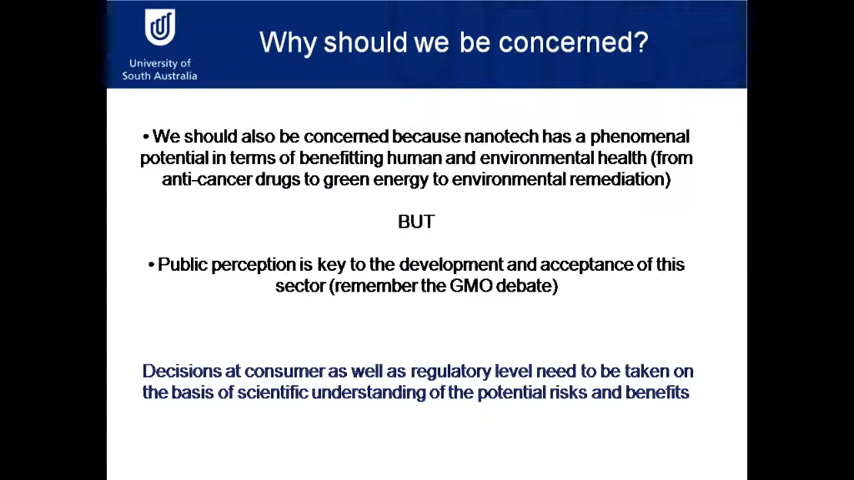 University of
South Australia
Why should we be concerned?
• We should also be concerned because nanotech has a phenomenal
potential in terms of benefitting human and environmental health (from
anti-cancer drugs to green energy to environmental remediation)
BUT
• Public perception is key to the development and acceptance of this
sector (remember the GMO debate)
Decisions at consumer as well as regulatory level need to be taken on
the basis of scientific understanding of the potential risks and benefits